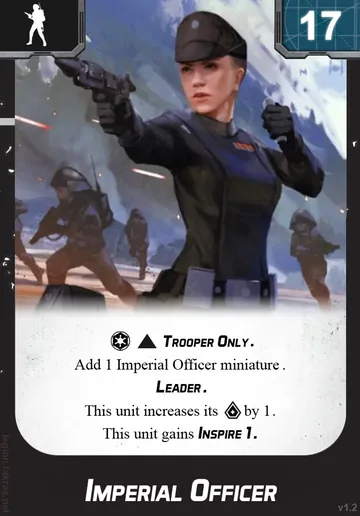 17
TROOPER ONLY.
Add 1 Imperial Officer miniature.
LEADER.
This unit increases its by 1.
This unit gains INSPIRE 1.
IMPERIAL OFFICER
v1.2